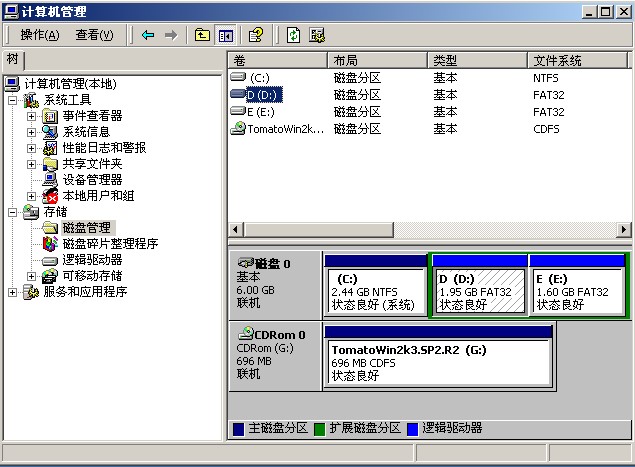 计算机管理
操作(A) 查看(V)
树
计算机管理(本地)
系统工具
事件查看器
系统信息
性能日志和警报
共享文件夹
设备管理器
本地用户和组
存储
磁盘管理
磁盘碎片整理程序
逻辑驱动器
可移动存储
服务和应用程序
卷 布局 类型 文件系统
(C:) 磁盘分区 基本 NTFS
D (D:) 磁盘分区 基本 FAT32
E (E:) 磁盘分区 基本 FAT32
TomatoWin2k... 磁盘分区 基本 CDFS
磁盘 0
基本
6.00 GB
联机
(C:)
2.44 GB NTFS
状态良好 (系统)
D (D:)
1.95 GB FAT32
状态良好
E (E:)
1.60 GB FAT32
状态良好
CDRom 0
CDRom (G:)
696 MB
联机
TomatoWin2k3.SP2.R2 (G:)
696 MB CDFS
状态良好
主磁盘分区 扩展磁盘分区 逻辑驱动器